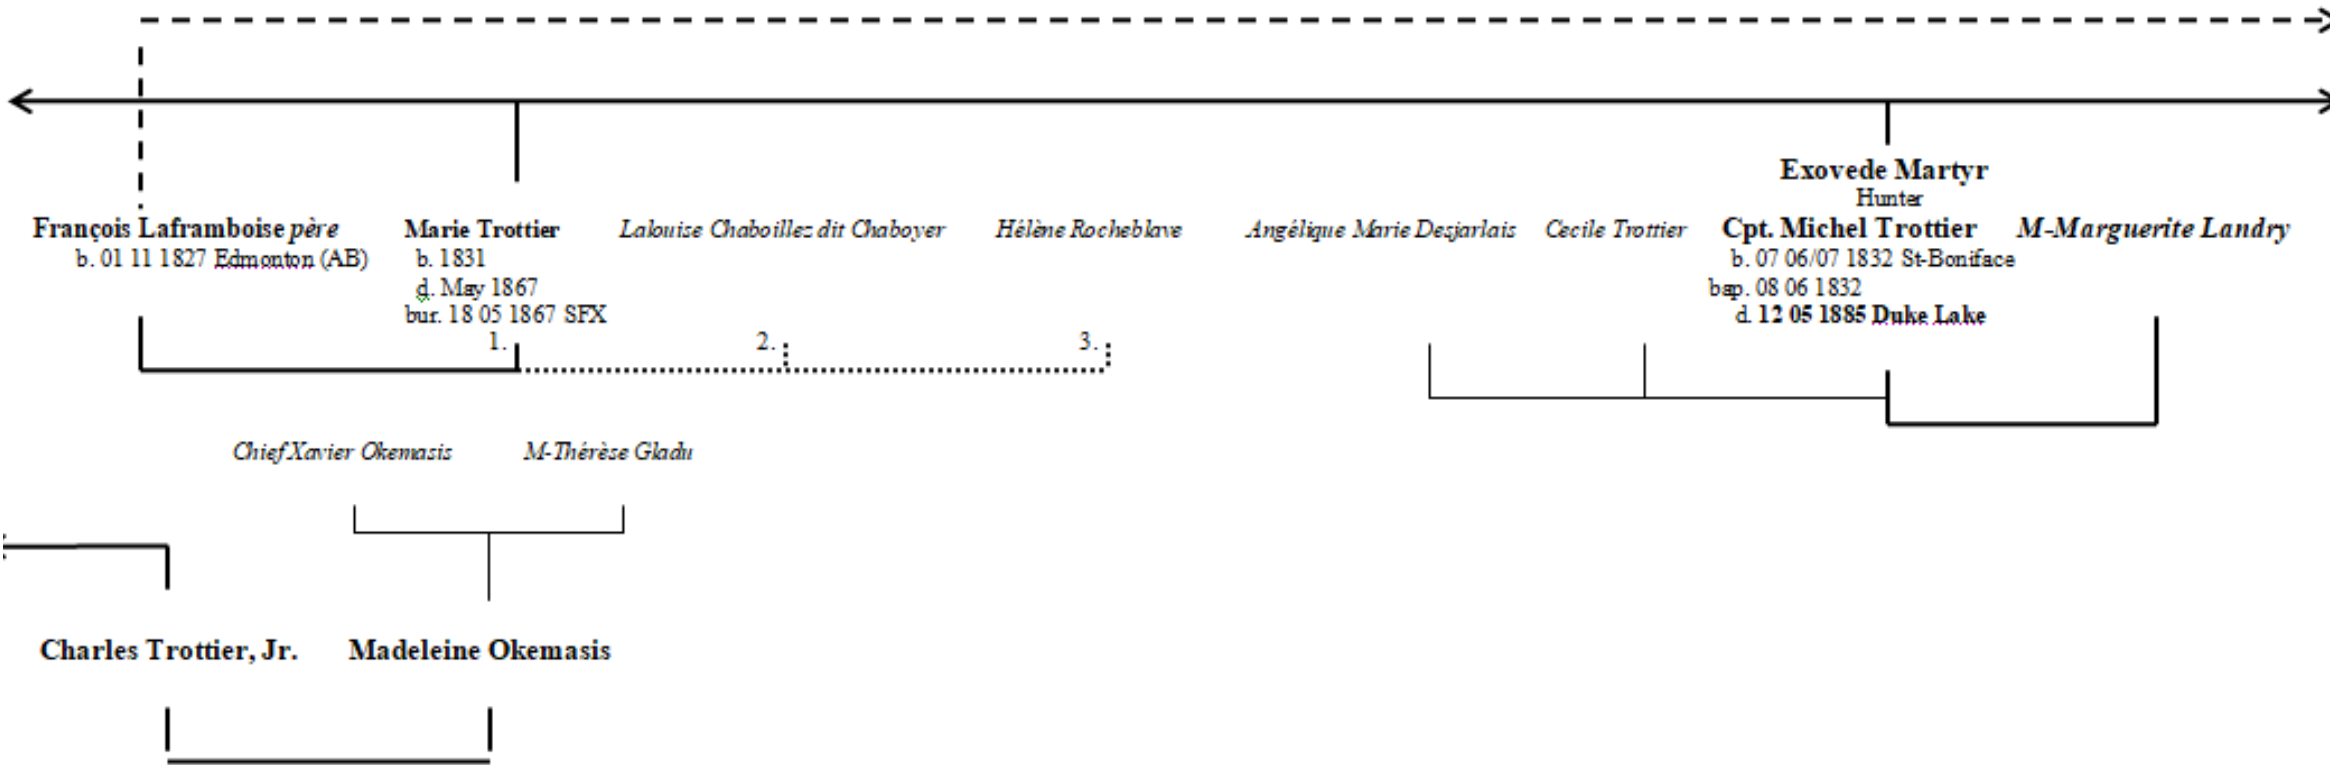 Exovede Martyr
Hunter
François Laframboise père
b. 01 11 1827 Edmonton (AB)
Marie Trottier
b. 1831
d. May 1867
bur. 18 05 1867 SFX
1.
Lalouise Chaboillez dit Chaboyer
2.
Hélène Rocheblave
3.
Angélique Marie Desjarlais
Cecile Trottier
Cpt. Michel Trottier
b. 07 06/07 1832 St-Boniface
bap. 08 06 1832
d. 12 05 1885 Duke Lake
M-Marguerite Landry
Chief Xavier Okemasis
M-Thérèse Gladu
Charles Trottier, Jr.
Madeleine Okemasis